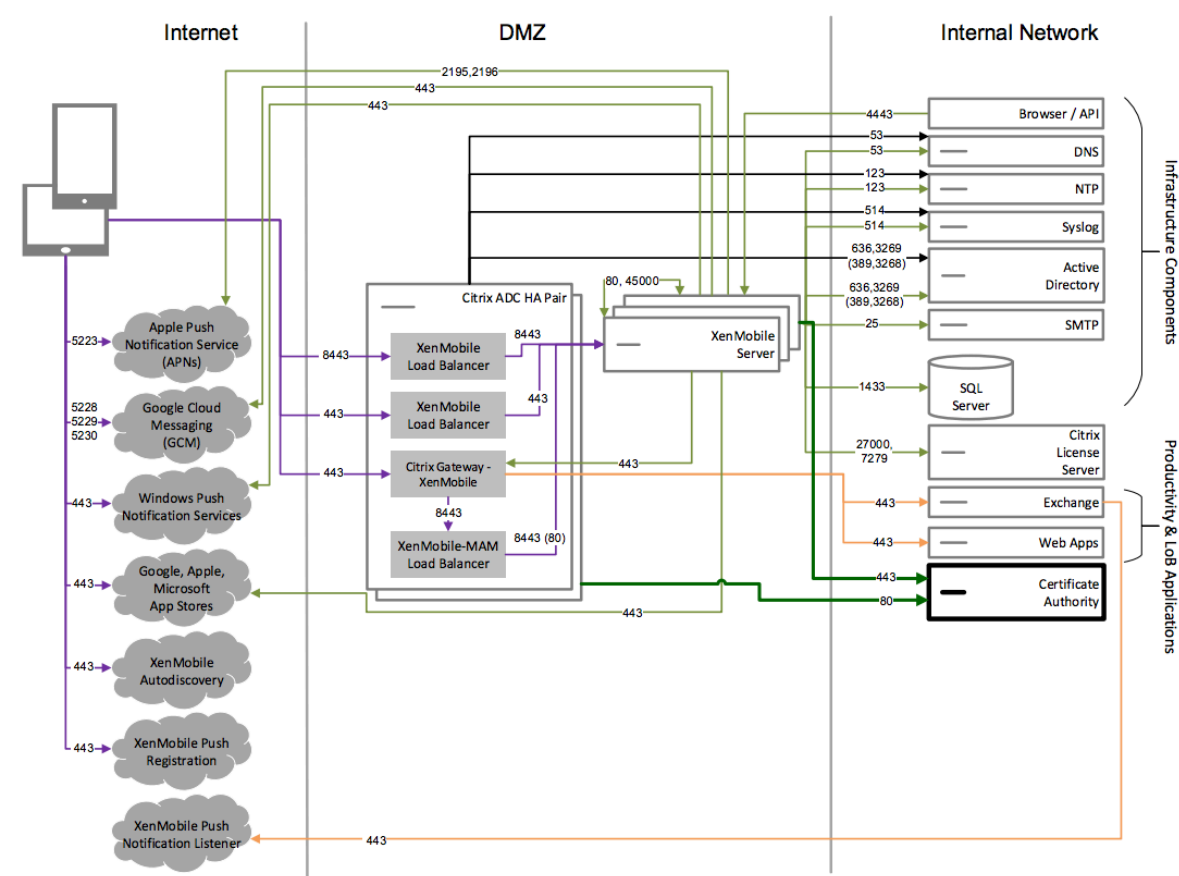 Internet
DMZ
Internal Network
2195,2196
443
443
4443
Browser / API
53
53
DNS
123
123
NTP
514
514
Syslog
636,3269
(389,3268)
636,3269
(389,3268)
Active
Directory
25
SMTP
1433
SQL
Server
27000,
7279
Citrix
License
Server
443
Exchange
443
Web Apps
443
80
Certificate
Authority
Infrastructure Components
Productivity & LoB Applications
80, 45000
XenMobile
Server
Citrix ADC HA Pair
8443
XenMobile
Load Balancer
8443
443
XenMobile
Load Balancer
443
443
Citrix Gateway -
XenMobile
443
8443
XenMobile-MAM
Load Balancer
8443 (80)
443
5223
Apple Push
Notification Service
(APNs)
5228
5229
5230
Google Cloud
Messaging
(GCM)
443
Windows Push
Notification Services
443
Google, Apple,
Microsoft
App Stores
443
XenMobile
Autodiscovery
443
XenMobile Push
Registration
XenMobile Push
Notification Listener
443